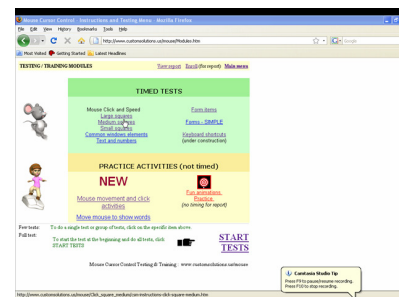 Mouse Cursor Control - Instructions and Testing Menu - Mozilla Firefox
File Edit View History Bookmarks Tools Help
http://www.customsolutions.us/mouse/Modules.htm
Google
Most Visited Getting Started Latest Headlines
TESTING / TRAINING MODULES View report Enroll (for report) Main menu
TIMED TESTS
Mouse Click and Speed
Large squares
Medium squares
Small squares
Common windows elements
Text and numbers
Form items
Forms - SIMPLE
Keyboard shortcuts
(under construction)
PRACTICE ACTIVITIES (not timed)
NEW
Mouse movement and click
activities
Move mouse to show words
Fun animations
Practice
(no timing for report)
Few tests: To do a single test or group of tests, click on the specific item above.
Full test: To start the test at the beginning and do all tests, click
START TESTS
START
TESTS
Mouse Cursor Control Testing & Training : www.customsolutions.us/mouse
Camtasia Studio Tip
Press F9 to pause/resume recording.
Press F10 to stop recording.
http://www.customsolutions.us/mouse/Click_square_medium/can-instructions-click-square-medium.htm